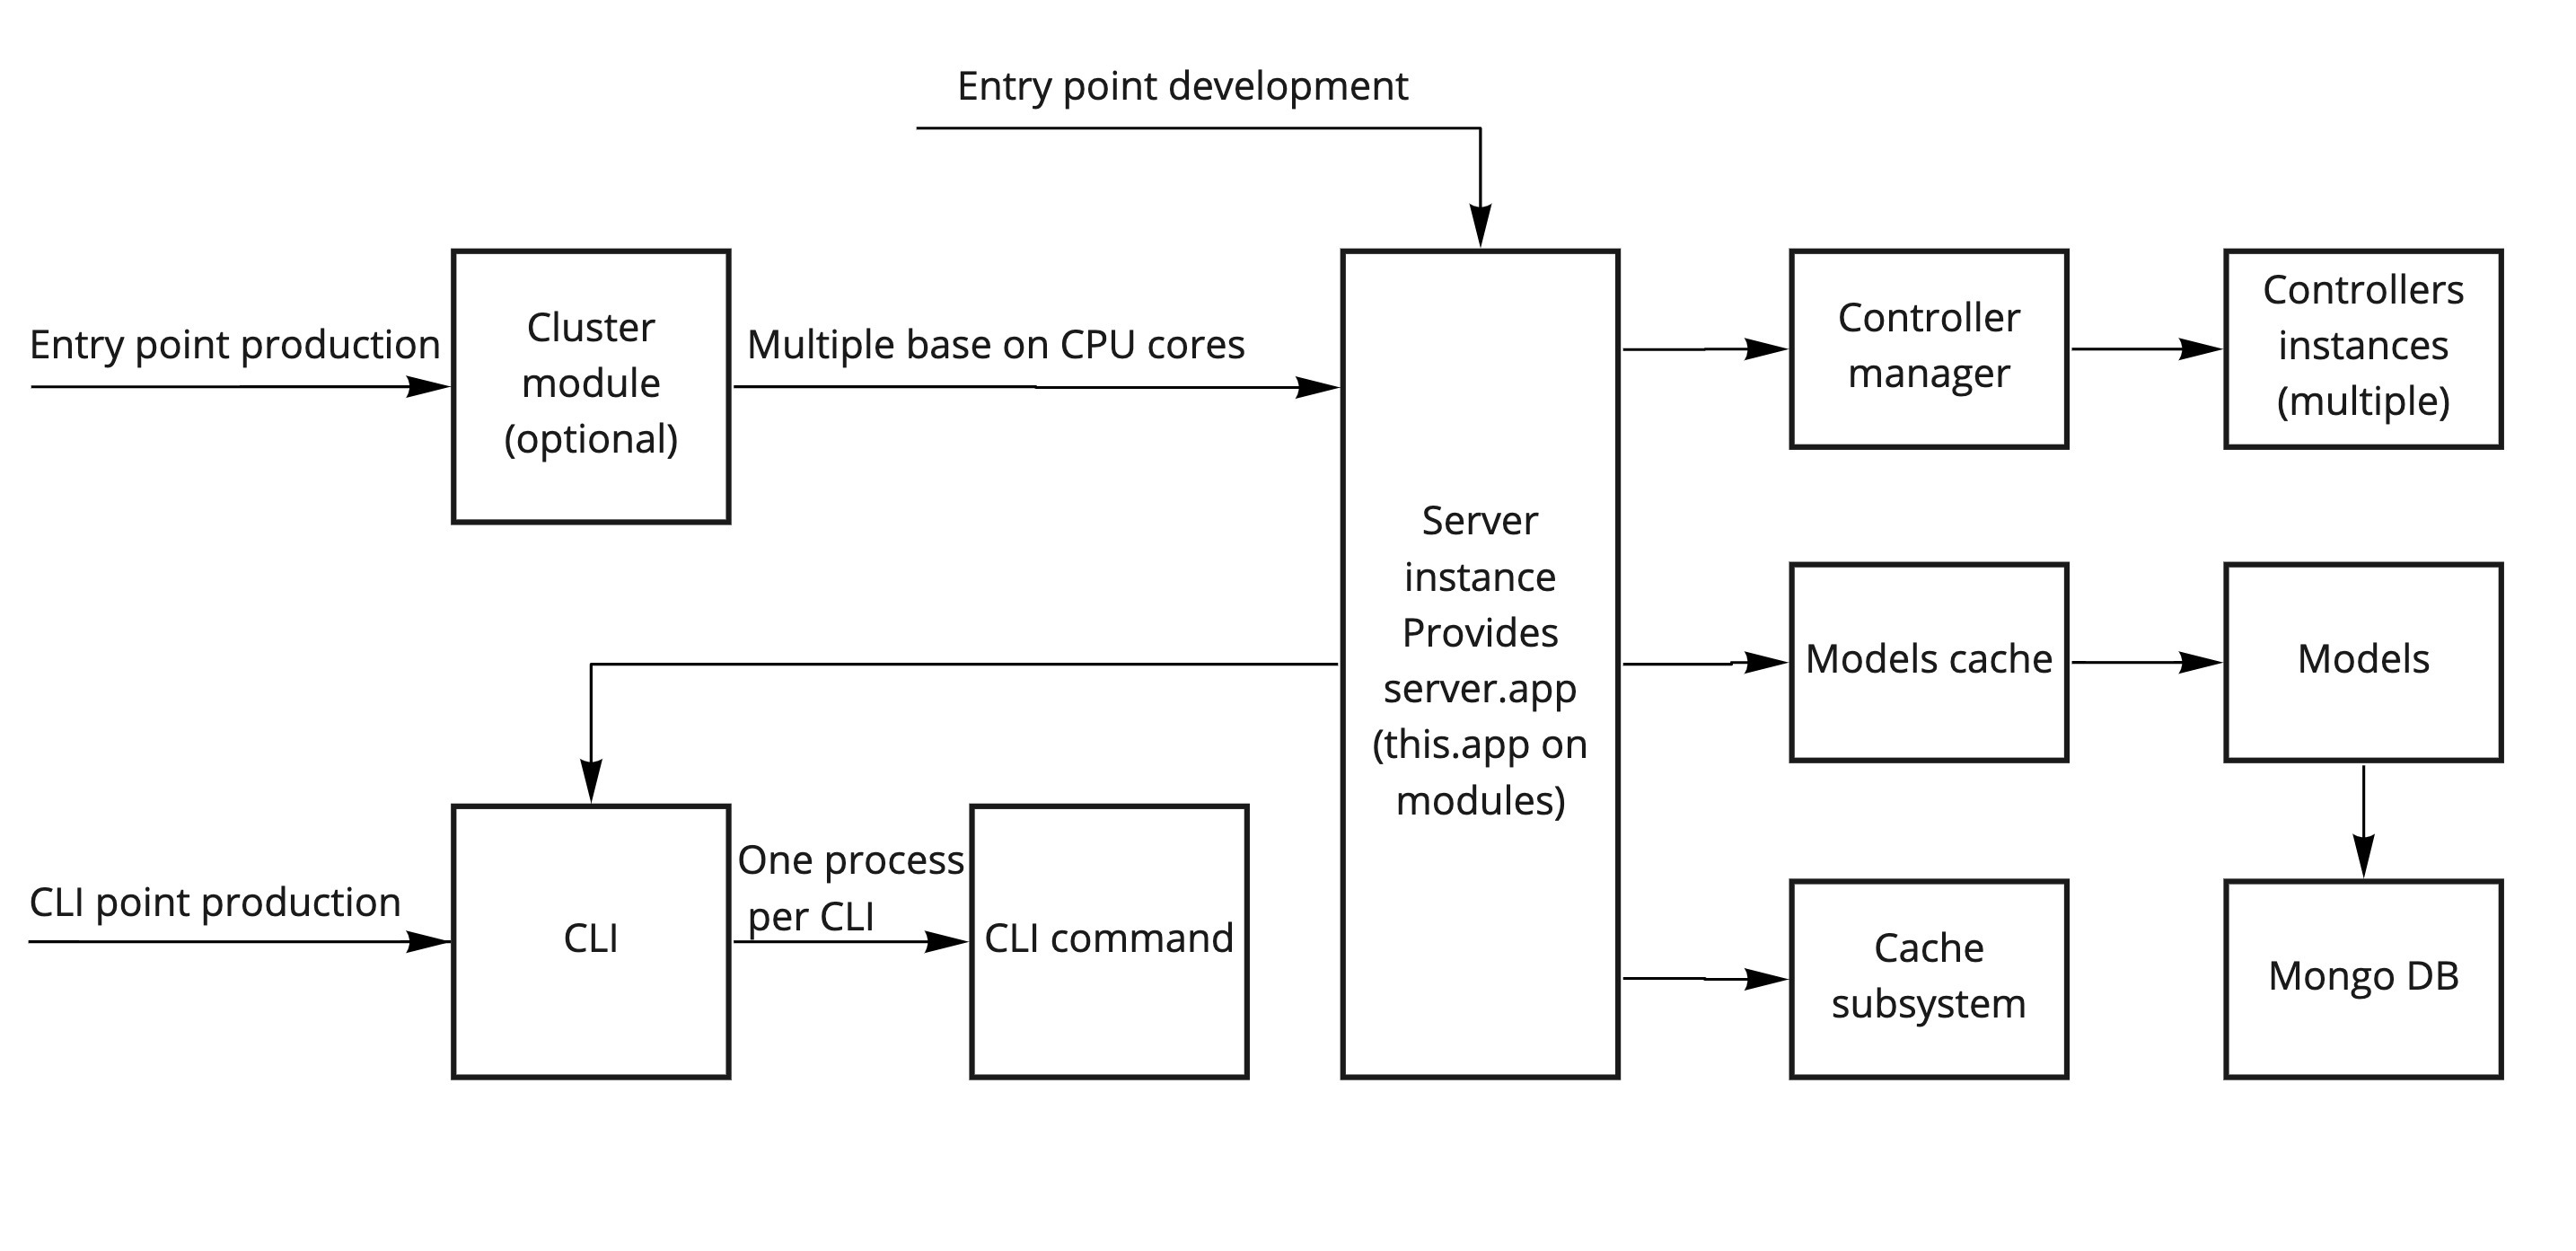 Entry point development
Entry point production
Cluster
module
(optional)
Multiple base on CPU cores
Server
instance
Provides
server.app
(this.app on
modules)
Controller
manager
Controllers
instances
(multiple)
Models cache
Models
CLI point production
CLI
One process
per CLI
CLI command
Cache
subsystem
Mongo DB